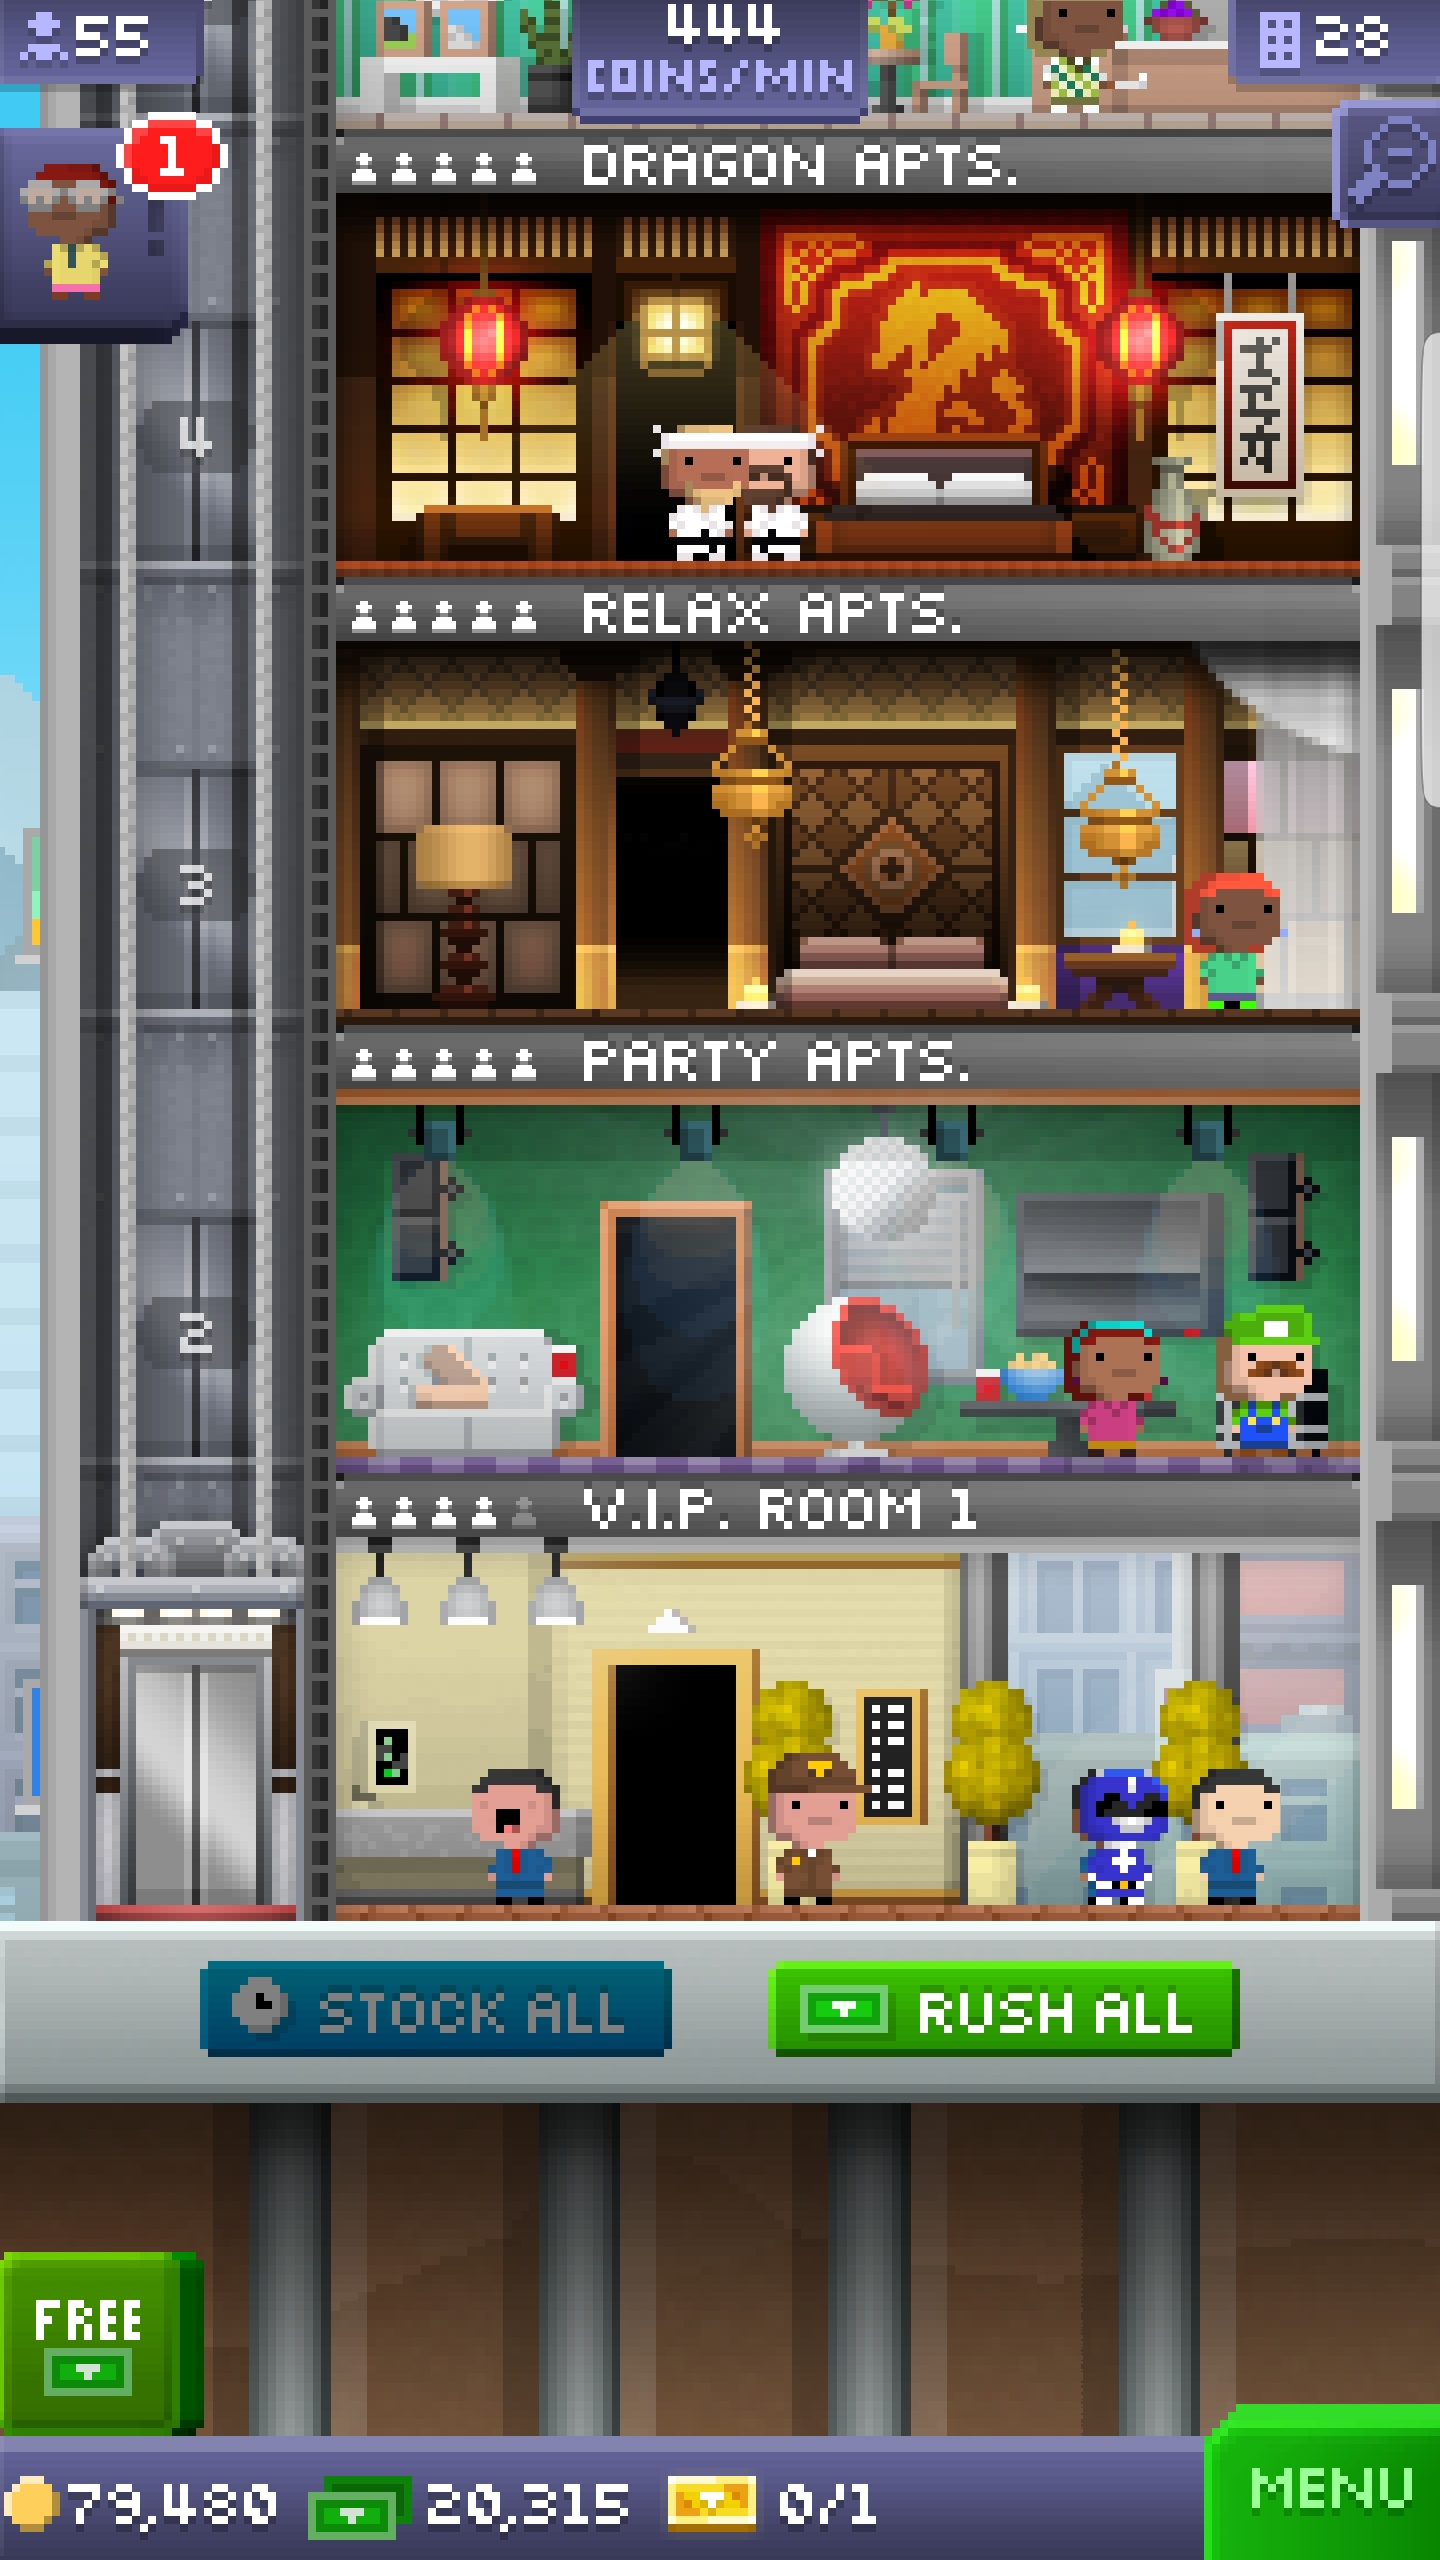 55
444
COINS/MIN
28
1
DRAGON APTS.
4
RELAX APTS.
3
PARTY APTS.
2
V.I.P. ROOM 1
STOCK ALL
RUSH ALL
FREE
79,480
20,315
0/1
MENU